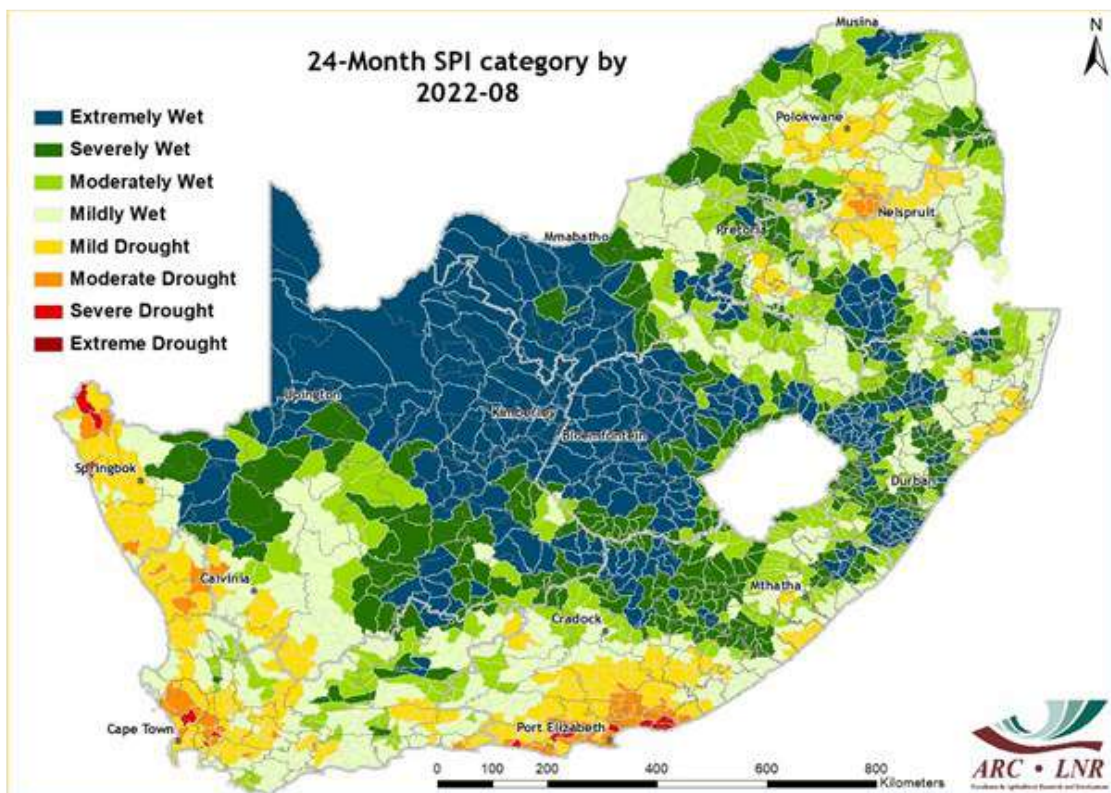 24-Month SPI category by
2022-08
N
Extremely Wet
Severely Wet
Moderately Wet
Mildly Wet
Mild Drought
Moderate Drought
Severe Drought
Extreme Drought
Musina
Polokwane
Nelspruit
Pretoria
Mmabatho
Upington
Kimberley
Bloemfontein
Springbok
Durban
Calvinia
Mthatha
Cradock
Cape Town
Port Elizabeth
0 100 200 400 600 800
Kilometers
ARC • LNR